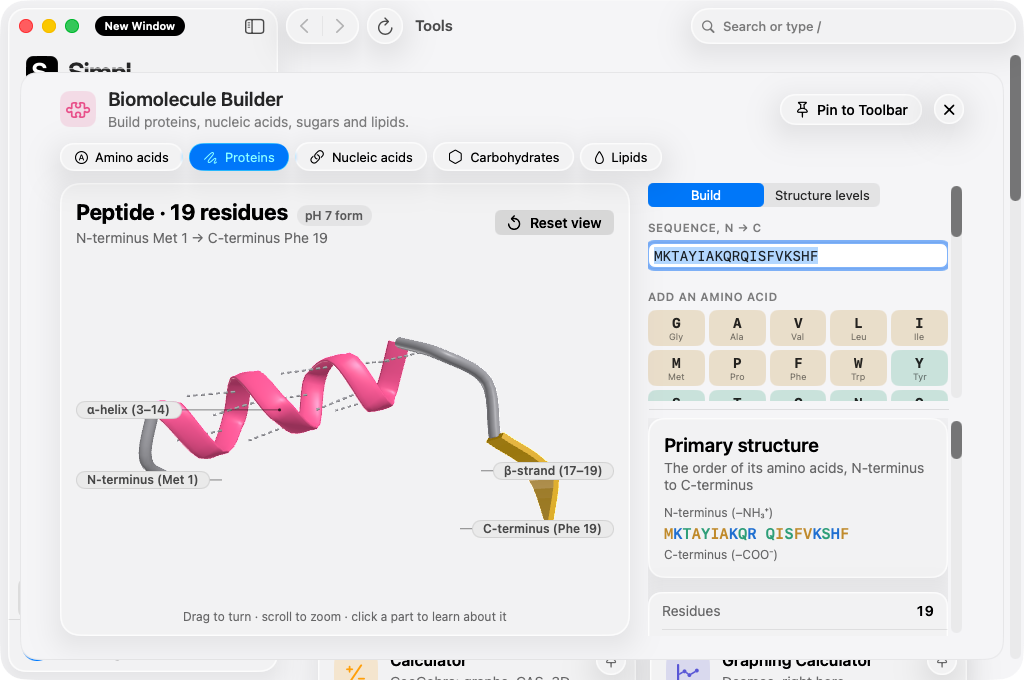 New Window
Tools
Search or type /
Biomolecule Builder
Build proteins, nucleic acids, sugars and lipids.
Pin to Toolbar
Amino acids
Proteins
Nucleic acids
Carbohydrates
Lipids
Peptide · 19 residues
pH 7 form
N-terminus Met 1 → C-terminus Phe 19
Reset view
α-helix (3–14)
N-terminus (Met 1)
β-strand (17–19)
C-terminus (Phe 19)
Drag to turn · scroll to zoom · click a part to learn about it
Build
Structure levels
SEQUENCE, N → C
MKTAYIAKQRQISFVKSHF
ADD AN AMINO ACID
G A V L I
Gly Ala Val Leu Ile
M P F W Y
Met Pro Phe Trp Tyr
Primary structure
The order of its amino acids, N-terminus
to C-terminus
N-terminus (−NH₃⁺)
MKTAYIAKQR QISFVKSHF
C-terminus (−COO⁻)
Residues 19
Calculator
Graphing Calculator